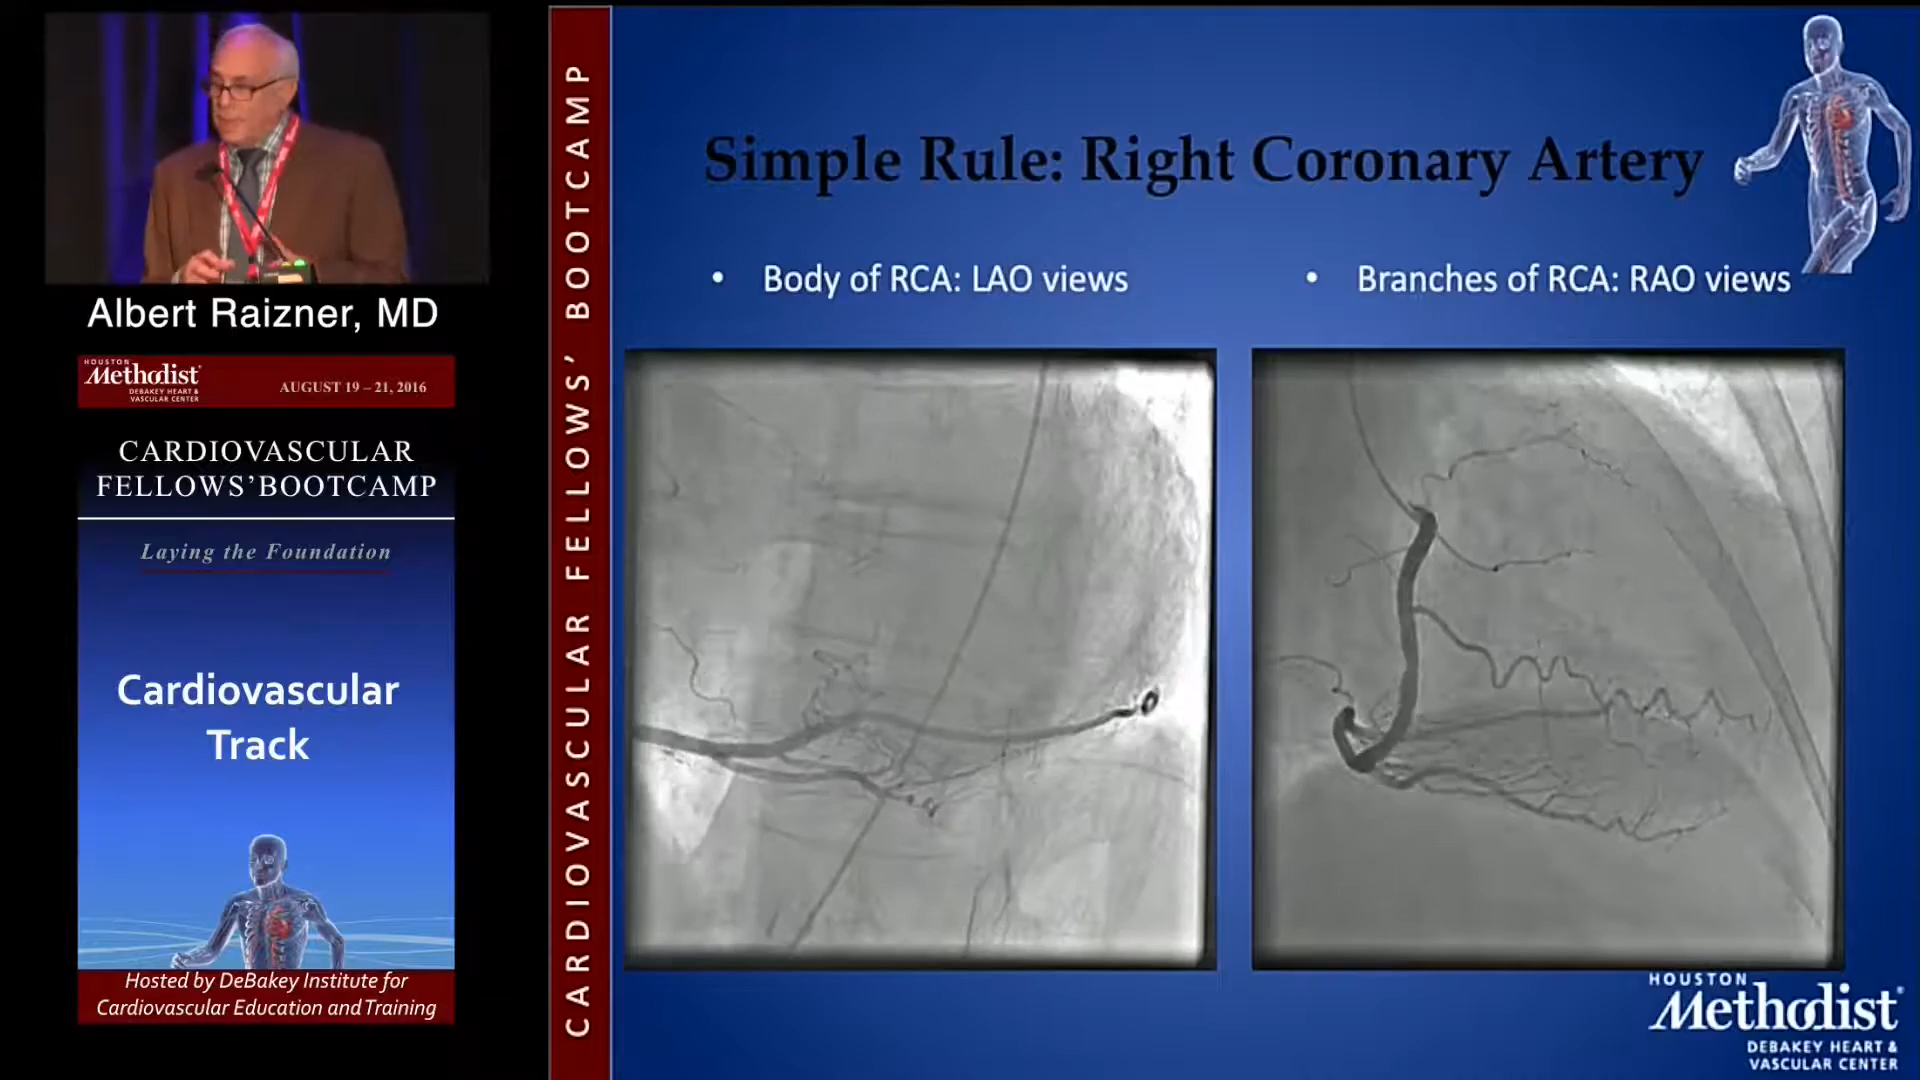 Albert Raizner, MD
HOUSTON
Methodist
DEBAKEY HEART &
VASCULAR CENTER
AUGUST 19 – 21, 2016
CARDIOVASCULAR
FELLOWS’BOOTCAMP
Laying the Foundation
Cardiovascular
Track
Hosted by DeBakey Institute for
Cardiovascular Education and Training
CARDIOVASCULAR FELLOWS’ BOOTCAMP
Simple Rule: Right Coronary Artery
• Body of RCA: LAO views
• Branches of RCA: RAO views
HOUSTON
Methodist
DEBAKEY HEART &
VASCULAR CENTER